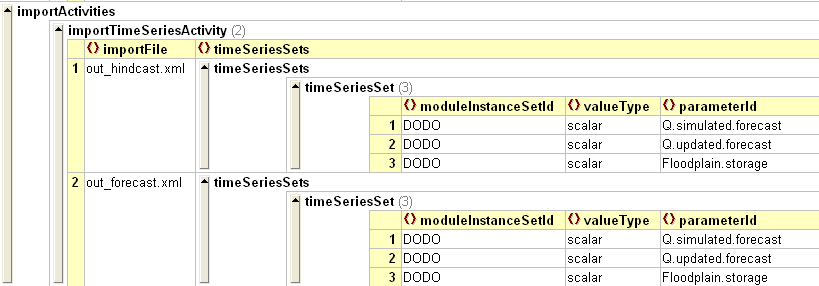 importActivities
importTimeSeriesActivity (2)
importFile timeSeriesSets
1 out_hindcast.xml timeSeriesSets
timeSeriesSet (3)
moduleInstanceSetId valueType parameterId
1 DODO scalar Q.simulated.forecast
2 DODO scalar Q.updated.forecast
3 DODO scalar Floodplain.storage
2 out_forecast.xml timeSeriesSets
timeSeriesSet (3)
moduleInstanceSetId valueType parameterId
1 DODO scalar Q.simulated.forecast
2 DODO scalar Q.updated.forecast
3 DODO scalar Floodplain.storage